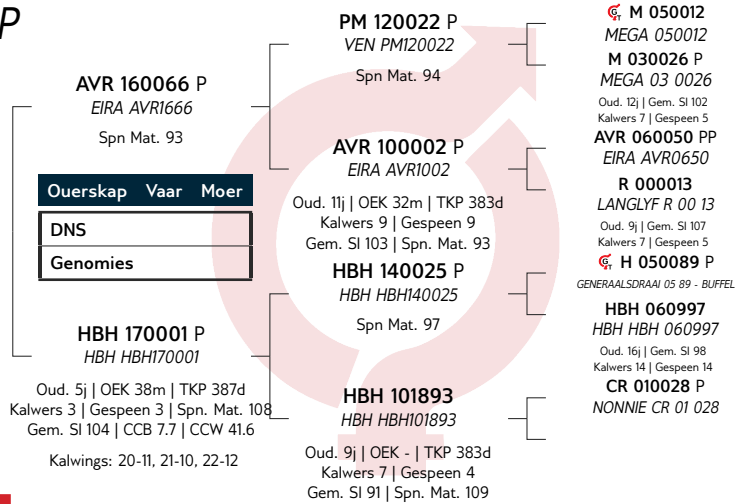 P
AVR 160066 P
EIRA AVR1666
Spn Mat. 93
Ouerskap Vaar Moer
DNS
Genomies
HBH 170001 P
HBH HBH170001
Oud. 5j | OEK 38m | TKP 387d
Kalwers 3 | Gespeen 3 | Spn. Mat. 108
Gem. SI 104 | CCB 7.7 | CCW 41.6
Kalwings: 20-11, 21-10, 22-12
PM 120022 P
VEN PM120022
Spn Mat. 94
AVR 100002 P
EIRA AVR1002
Oud. 11j | OEK 32m | TKP 383d
Kalwers 9 | Gespeen 9
Gem. SI 103 | Spn. Mat. 93
HBH 140025 P
HBH HBH140025
Spn Mat. 97
HBH 101893
HBH HBH101893
Oud. 9j | OEK - | TKP 383d
Kalwers 7 | Gespeen 4
Gem. SI 91 | Spn. Mat. 109
GT M 050012
MEGA 050012
M 030026 P
MEGA 03 0026
Oud. 12j | Gem. SI 102
Kalwers 7 | Gespeen 5
AVR 060050 PP
EIRA AVR0650
R 000013
LANGLYF R 00 13
Oud. 9j | Gem. SI 107
Kalwers 7 | Gespeen 5
GT H 050089 P
GENERAALSDRAAI 05 89 - BUFFEL
HBH 060997
HBH HBH 060997
Oud. 16j | Gem. SI 98
Kalwers 14 | Gespeen 14
CR 010028 P
NONNIE CR 01 028